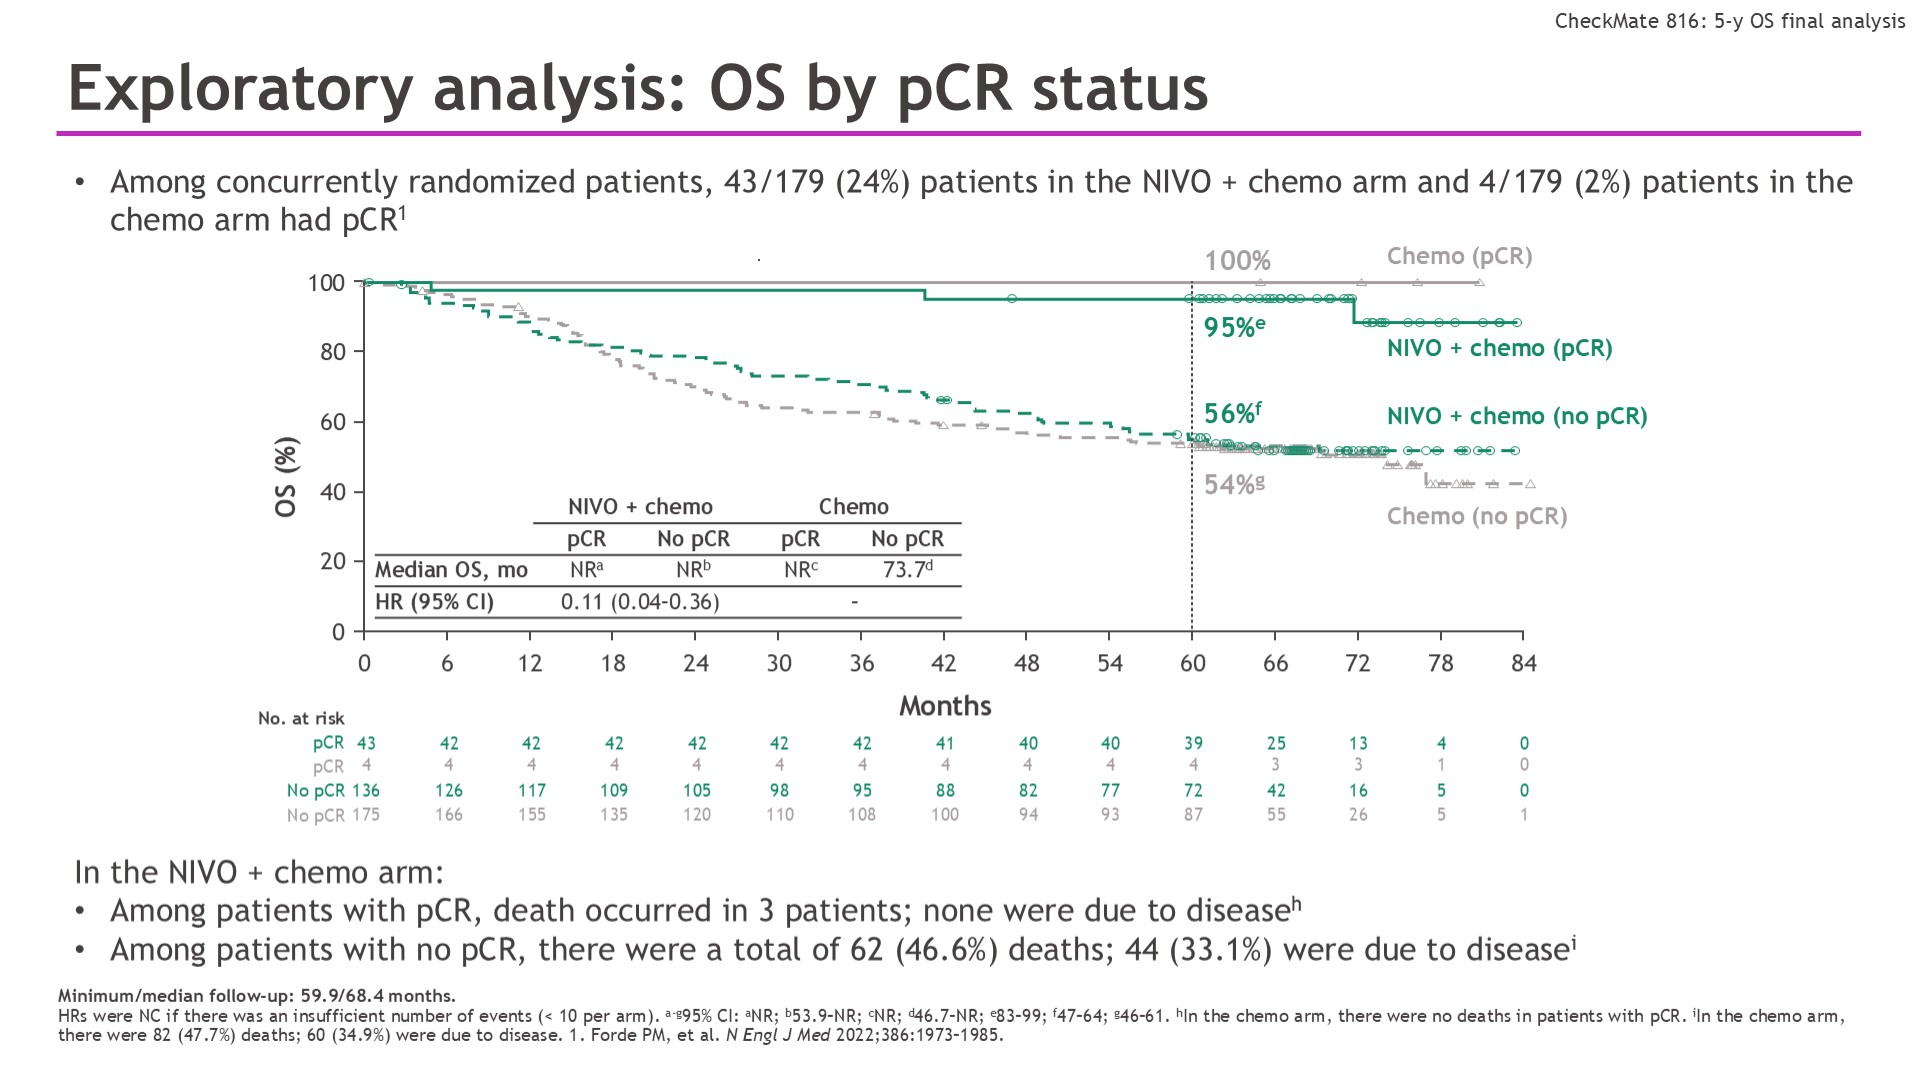 CheckMate 816: 5-y OS final analysis
Exploratory analysis: OS by pCR status
• Among concurrently randomized patients, 43/179 (24%) patients in the NIVO + chemo arm and 4/179 (2%) patients in the
chemo arm had pCR¹
100%
Chemo (pCR)
95%ᵉ
NIVO + chemo (pCR)
56%ᶠ
NIVO + chemo (no pCR)
54%ᵍ
Chemo (no pCR)
OS (%)
100
80
60
40
20
0
NIVO + chemo Chemo
pCR No pCR pCR No pCR
Median OS, mo NRᵃ NRᵇ NRᶜ 73.7ᵈ
HR (95% CI) 0.11 (0.04–0.36) -
0 6 12 18 24 30 36 42 48 54 60 66 72 78 84
Months
No. at risk
pCR 43 42 42 42 42 42 42 41 40 40 39 25 13 4 0
pCR 4 4 4 4 4 4 4 4 4 4 4 3 3 1 0
No pCR 136 126 117 109 105 98 95 88 82 77 72 42 16 5 0
No pCR 175 166 155 135 120 110 108 100 94 93 87 55 26 5 1
In the NIVO + chemo arm:
• Among patients with pCR, death occurred in 3 patients; none were due to diseaseʰ
• Among patients with no pCR, there were a total of 62 (46.6%) deaths; 44 (33.1%) were due to diseaseⁱ
Minimum/median follow-up: 59.9/68.4 months.
HRs were NC if there was an insufficient number of events (< 10 per arm). ᵃ⁻ᵍ95% CI: ᵃNR; ᵇ53.9–NR; ᶜNR; ᵈ46.7–NR; ᵉ83–99; ᶠ47–64; ᵍ46–61. ʰIn the chemo arm, there were no deaths in patients with pCR. ⁱIn the chemo arm,
there were 82 (47.7%) deaths; 60 (34.9%) were due to disease. 1. Forde PM, et al. N Engl J Med 2022;386:1973–1985.